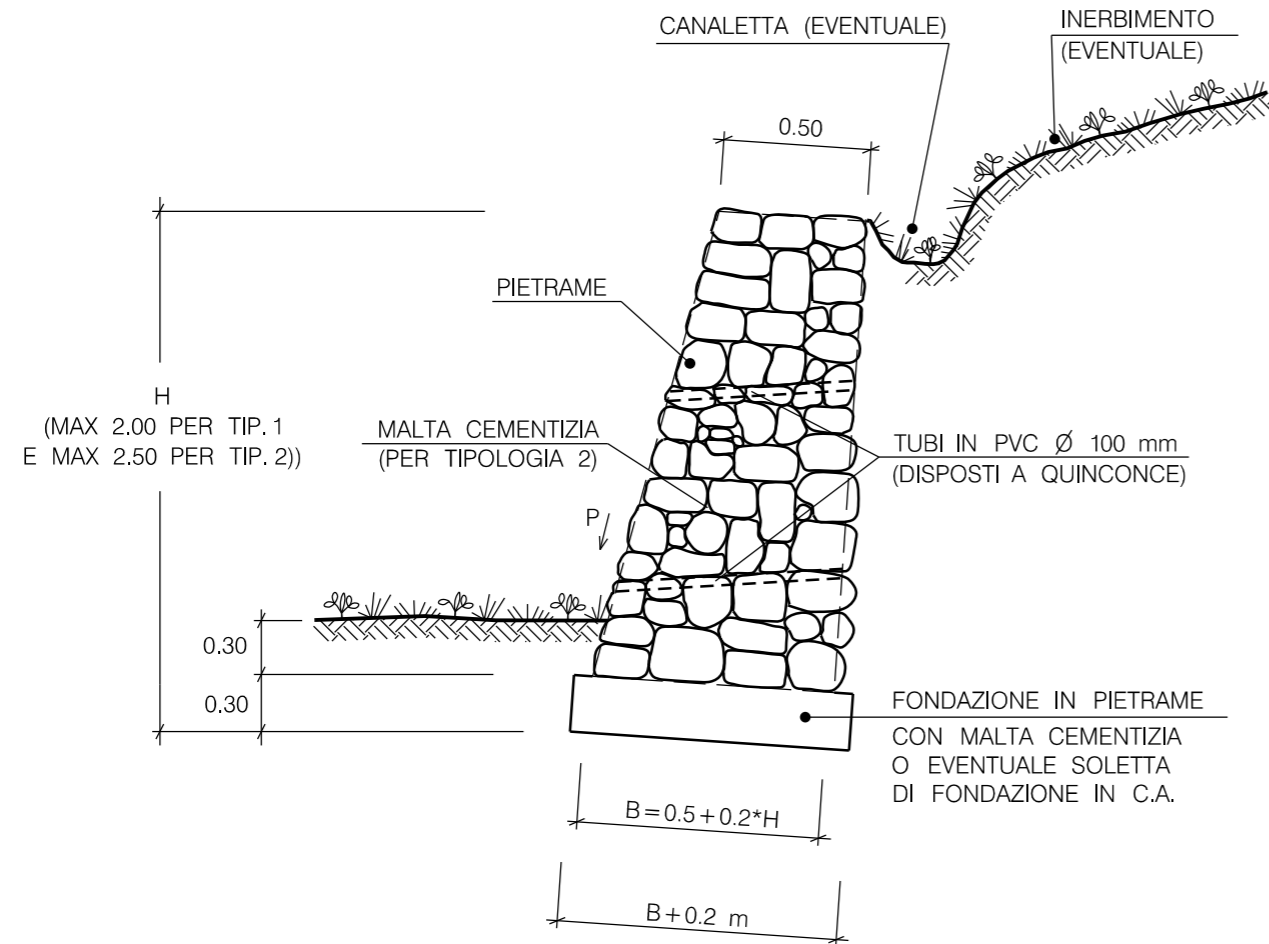 CANALETTA (EVENTUALE)
INERBIMENTO
(EVENTUALE)
0.50
PIETRAME
H
(MAX 2.00 PER TIP. 1
E MAX 2.50 PER TIP. 2))
MALTA CEMENTIZIA
(PER TIPOLOGIA 2)
TUBI IN PVC Ø 100 mm
(DISPOSTI A QUINCONCE)
P
0.30
0.30
FONDAZIONE IN PIETRAME
CON MALTA CEMENTIZIA
O EVENTUALE SOLETTA
DI FONDAZIONE IN C.A.
B=0.5+0.2*H
B+0.2 m